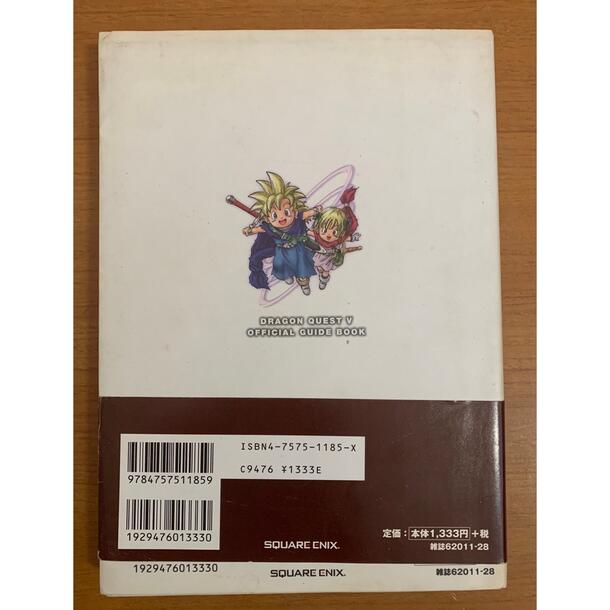 DRAGON QUEST V
OFFICIAL GUIDE BOOK
ISBN4-7575-1185-X
C9476 ¥1333E
9784757511859
1929476013330
定価：本体1,333円+税
SQUARE ENIX.
雑誌62011-28
1929476013330
SQUARE ENIX.
雑誌62011-28